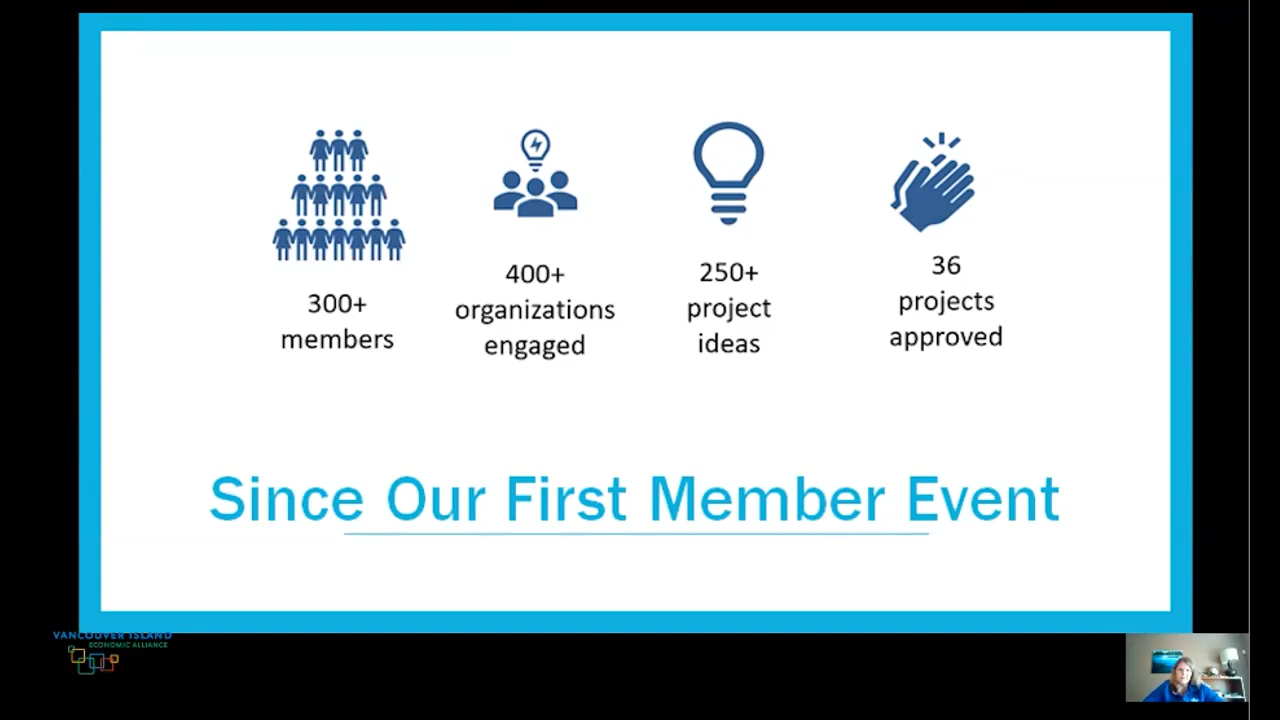 300+
members
400+
organizations
engaged
250+
project
ideas
36
projects
approved
Since Our First Member Event
VANCOUVER ISLAND
ECONOMIC ALLIANCE